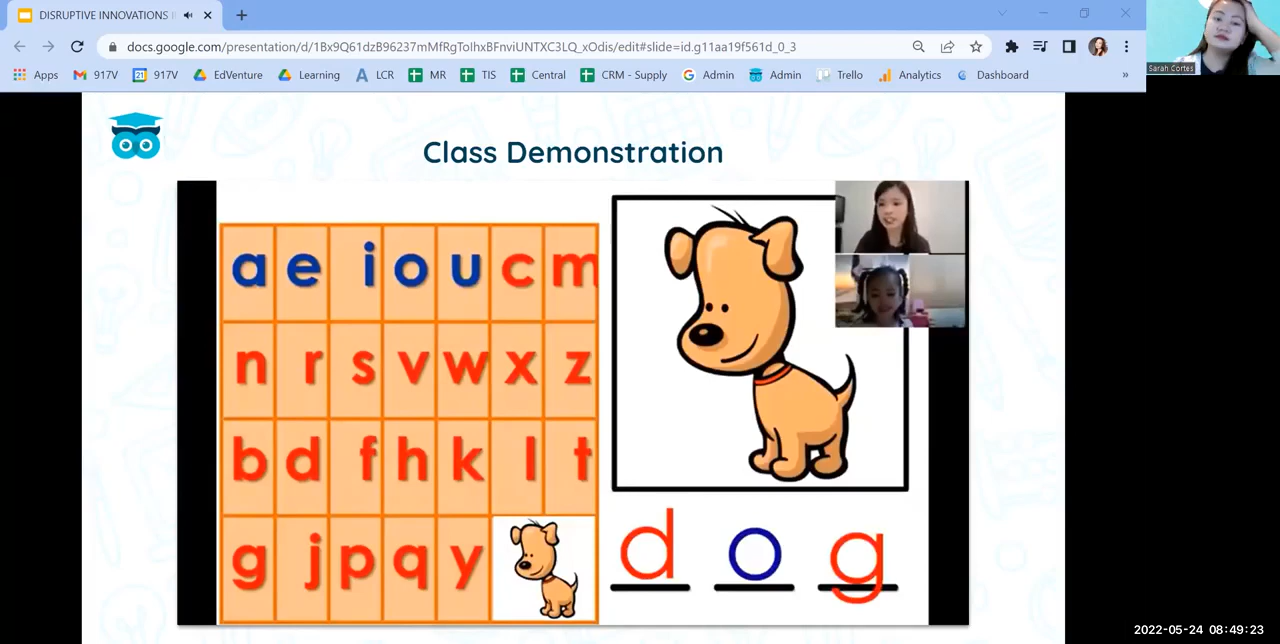 DISRUPTIVE INNOVATIONS I
docs.google.com/presentation/d/1Bx9Q61dzB96237mMfRgToIhxBFnviUNTXC3LQ_xOdis/edit#slide=id.g11aa19f561d_0_3
Apps 917V 917V EdVenture Learning LCR MR TIS Central CRM - Supply Admin Admin Trello Analytics Dashboard »
Sarah Cortes
Class Demonstration
a e i o u c m
n r s v w x z
b d f h k l t
g j p q y
d o g
2022-05-24 08:49:23